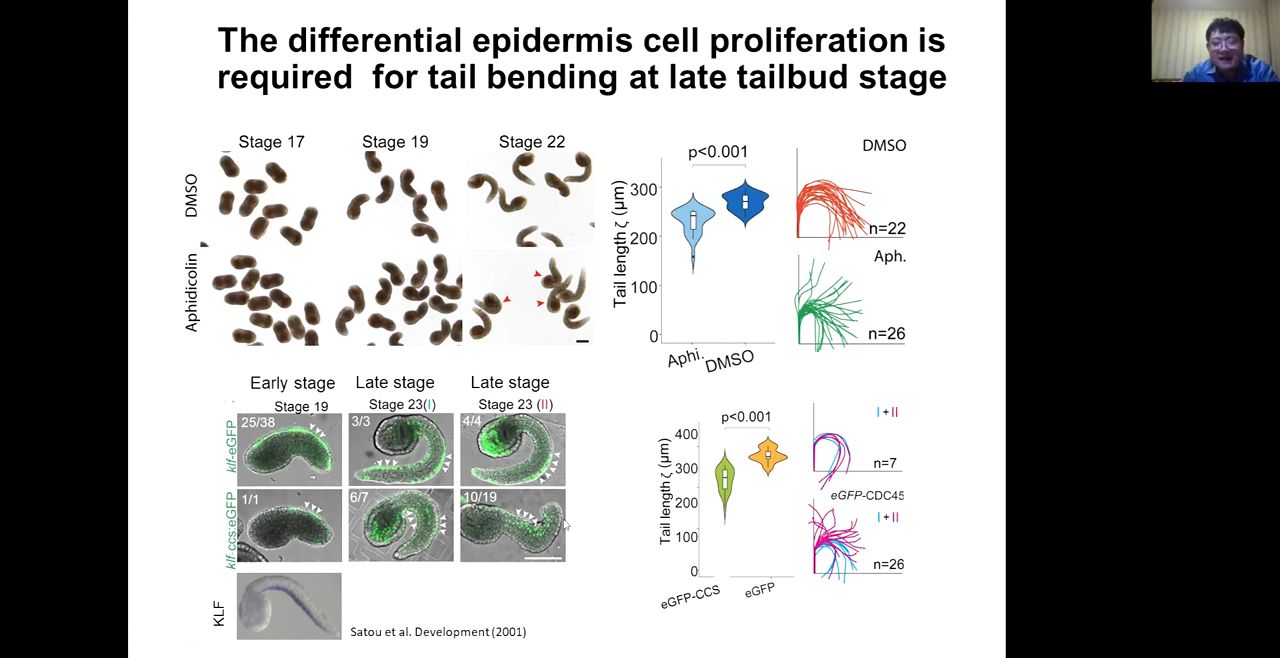 The differential epidermis cell proliferation is
required for tail bending at late tailbud stage
Stage 17
Stage 19
Stage 22
DMSO
Aphidicolin
p<0.001
Tail length ζ (μm)
300
200
100
0
Aphi.
DMSO
DMSO
n=22
Aph.
n=26
Early stage
Late stage
Late stage
Stage 19
Stage 23(I)
Stage 23 (II)
klf-eGFP
25/38
3/3
4/4
klf-ccs:eGFP
1/1
6/7
10/19
KLF
Satou et al. Development (2001)
p<0.001
Tail length ζ (μm)
400
300
200
100
0
eGFP-CCS
eGFP
I + II
n=7
eGFP-CDC45
I + II
n=26